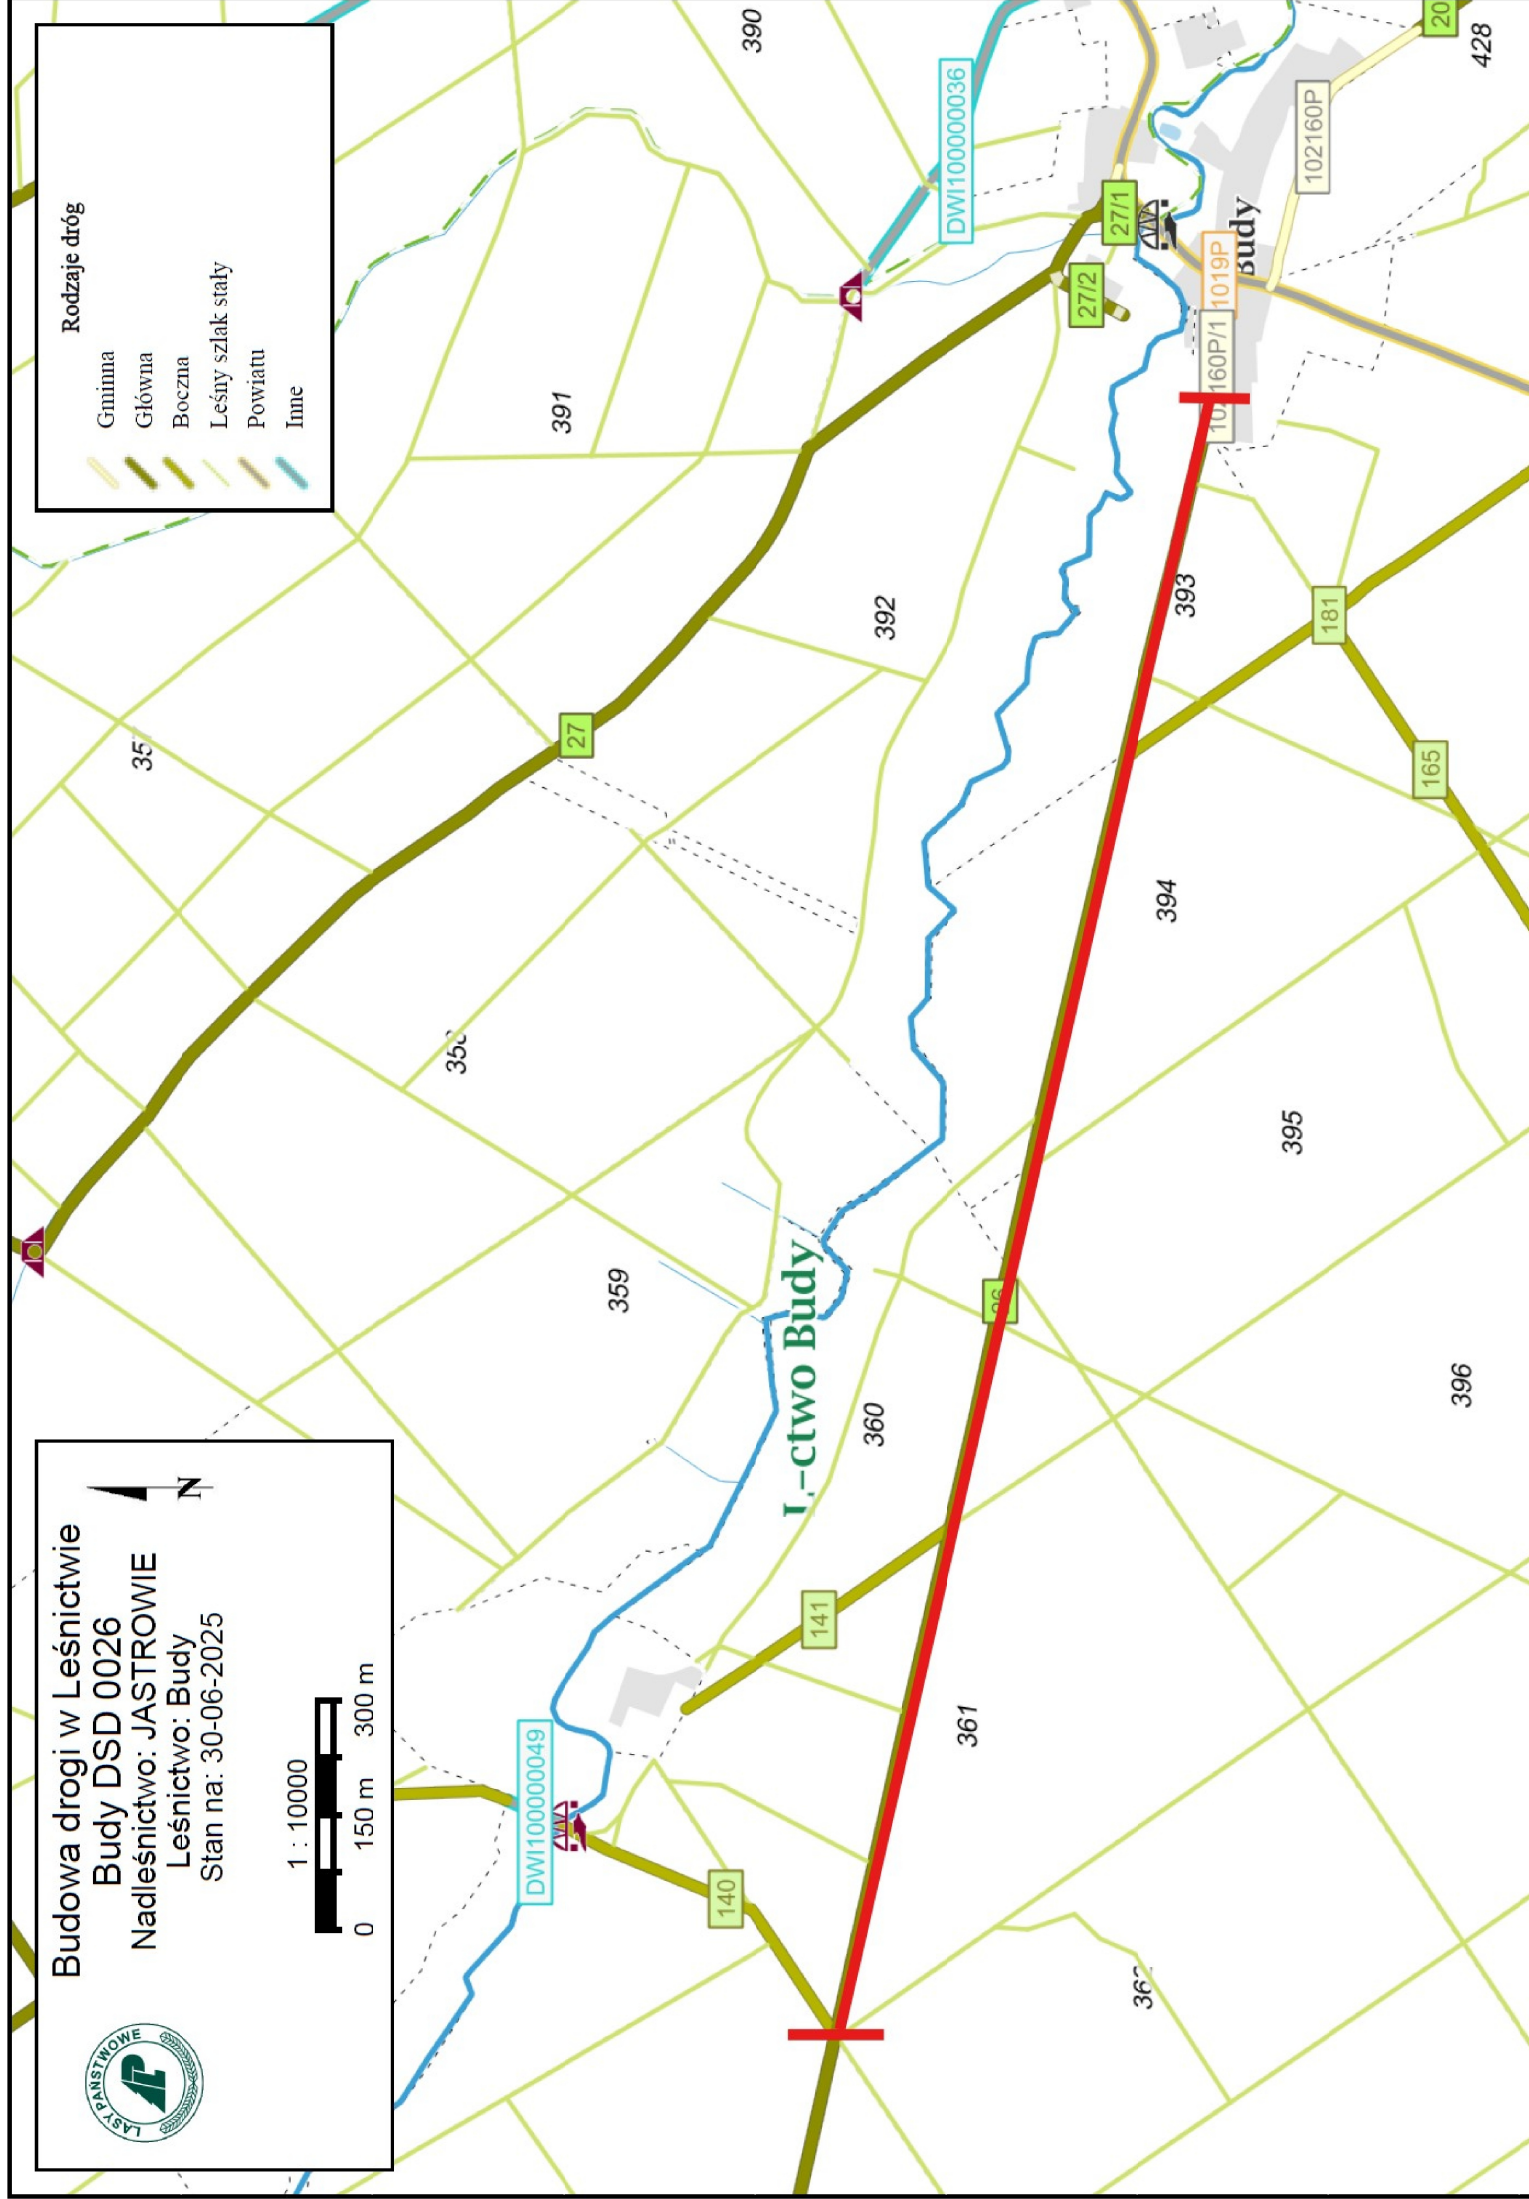 Budowa drogi w Leśnictwie
Budy DSD 0026
Nadleśnictwo: JASTROWIE
Leśnictwo: Budy
Stan na: 30-06-2025
N
LASY PAŃSTWOWE
1 : 10000
0 150 m 300 m
Rodzaje dróg
Gminna
Główna
Boczna
Leśny szlak stały
Powiatu
Inne
390
391
392
393
394
395
396
359
360
361
428
27
27/1
27/2
20
140
141
165
181
DWI100000036
DWI100000049
102160P
1019P
L-ctwo Budy
Budy